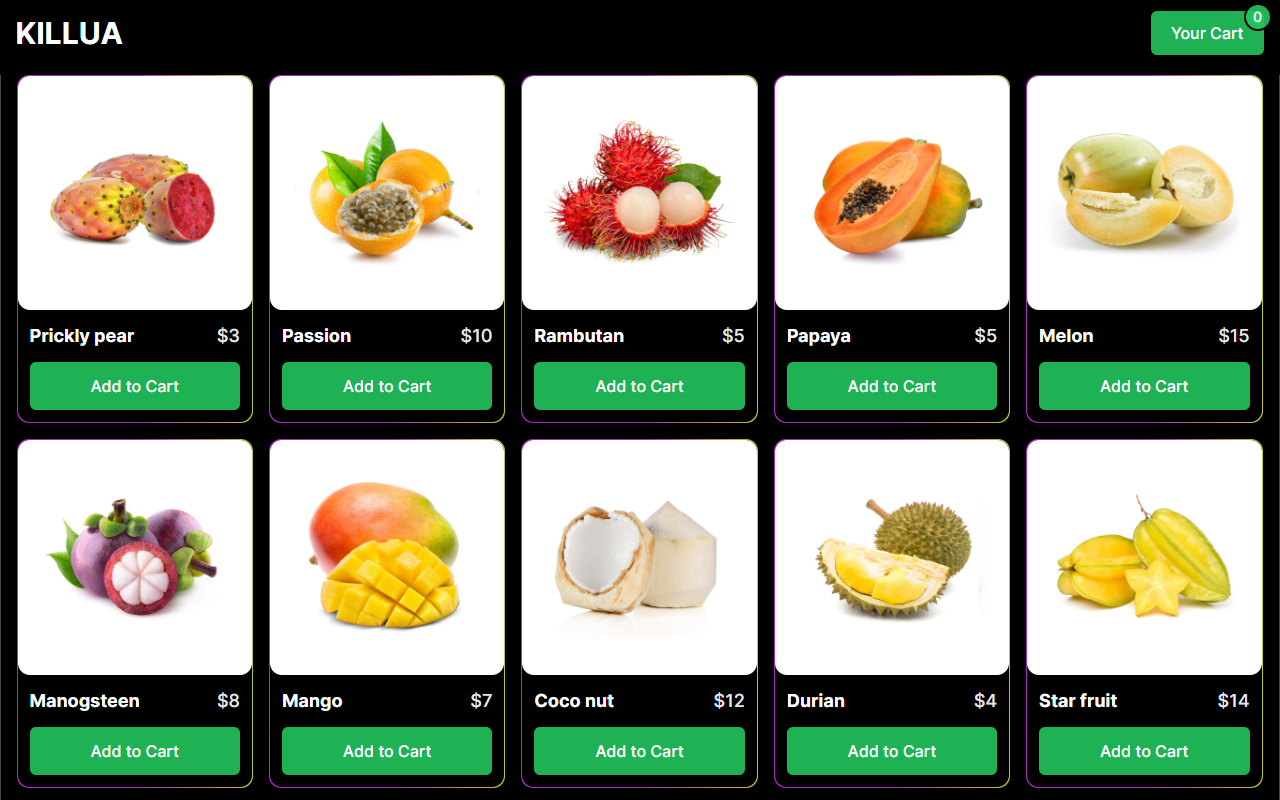 KILLUA
Your Cart 0
Prickly pear $3
Passion $10
Rambutan $5
Papaya $5
Melon $15
Add to Cart
Add to Cart
Add to Cart
Add to Cart
Add to Cart
Manogsteen $8
Mango $7
Coco nut $12
Durian $4
Star fruit $14
Add to Cart
Add to Cart
Add to Cart
Add to Cart
Add to Cart